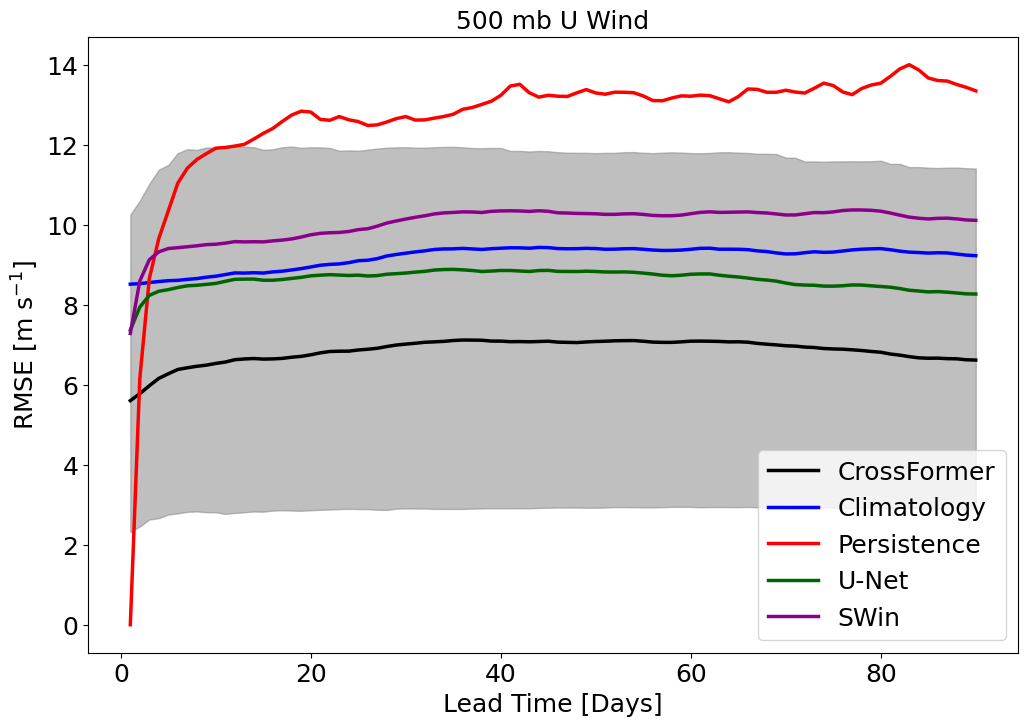 500 mb U Wind
RMSE [m s⁻¹]
14
12
10
8
6
4
2
0
0 20 40 60 80
Lead Time [Days]
CrossFormer
Climatology
Persistence
U-Net
SWin